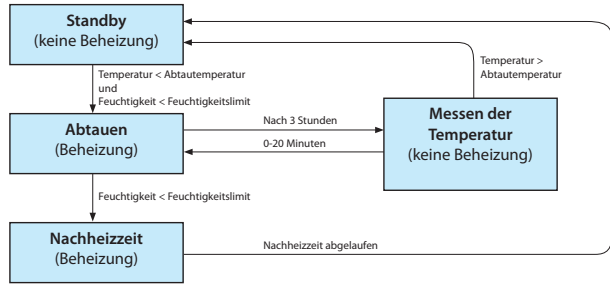 Standby
(keine Beheizung)
Temperatur >
Abtautemperatur
Temperatur < Abtautemperatur
und
Feuchtigkeit < Feuchtigkeitslimit
Abtauen
(Beheizung)
Nach 3 Stunden
0-20 Minuten
Messen der
Temperatur
(keine Beheizung)
Feuchtigkeit < Feuchtigkeitslimit
Nachheizzeit
(Beheizung)
Nachheizzeit abgelaufen